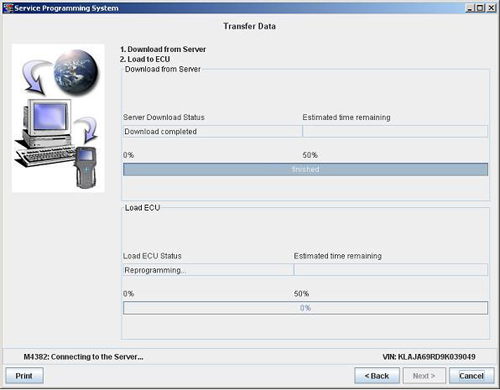 Service Programming System
Transfer Data
1. Download from Server
2. Load to ECU
Download from Server
Server Download Status Estimated time remaining
Download completed
0% 50%
finished
Load ECU
Load ECU Status Estimated time remaining
Reprogramming...
0% 50%
0%
M4382: Connecting to the Server... VIN: KLAJA69RD9K039049
Print < Back Next > Cancel